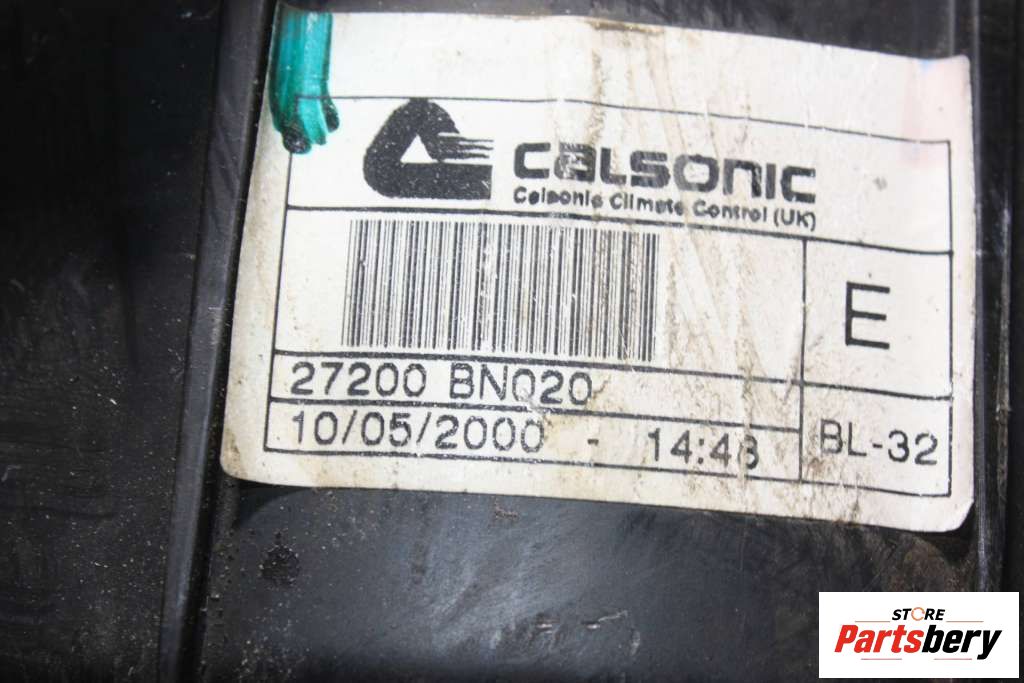 CALSONIC
Calsonic Climate Control (UK)
E
27200 BN020
10/05/2000 - 14:48
BL-32
STORE
Partsbery